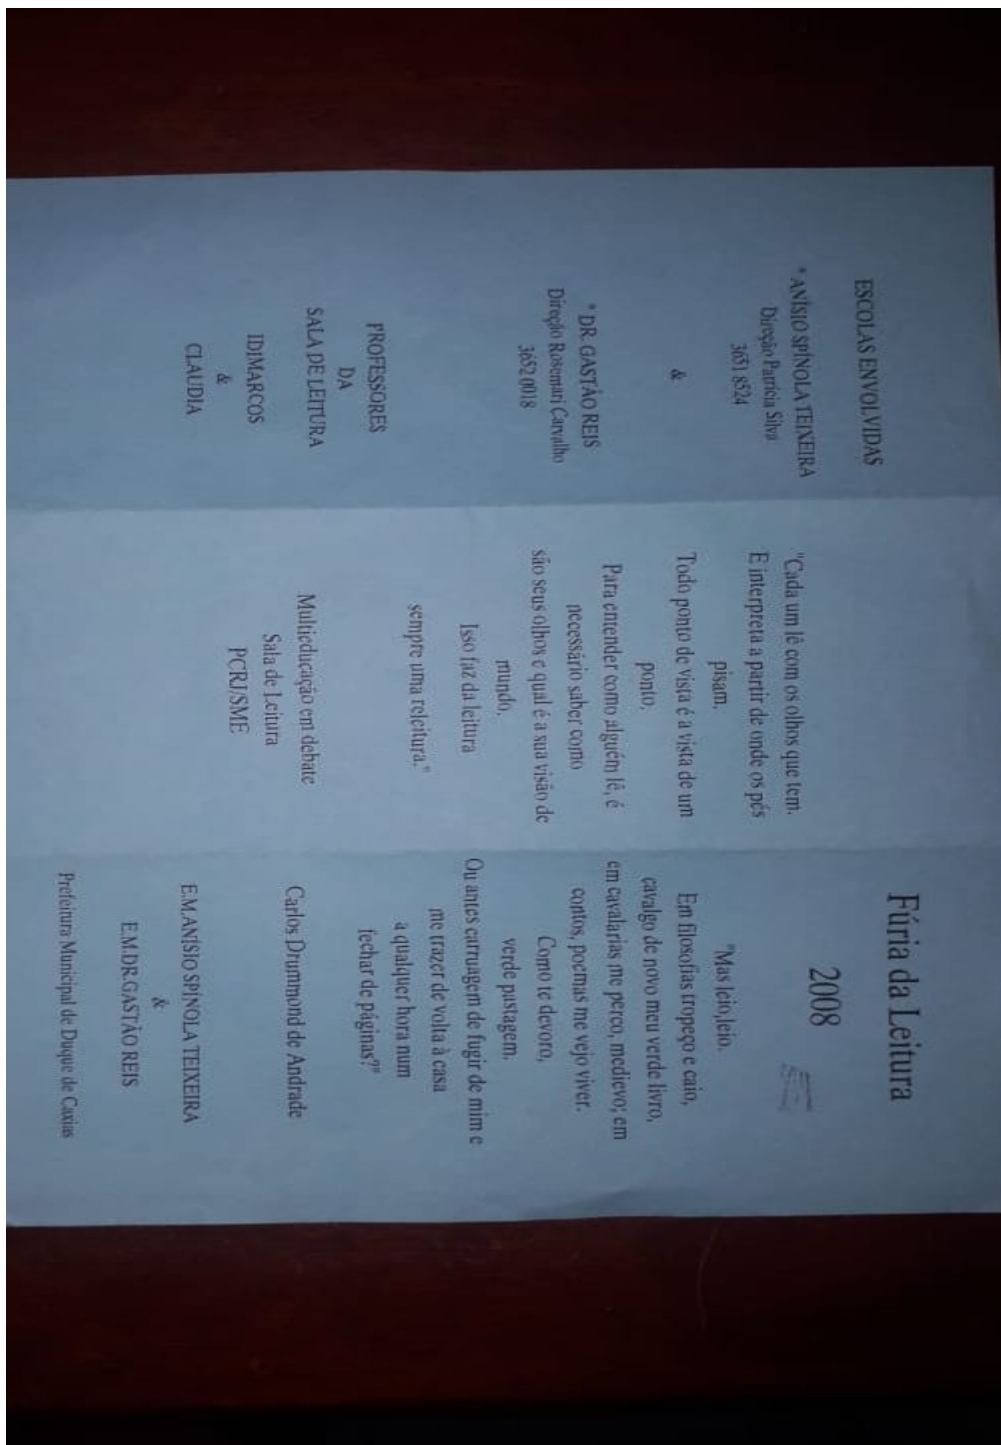 ESCOLAS ENVOLVIDAS
* ANÍSIO SPÍNOLA TEIXEIRA
Direção Patrícia Silva
3651 8524
&
* DR. GASTÃO REIS
Direção Rosemari Carvalho
3652 0018
PROFESSORES
DA
SALA DE LEITURA
IDIMARCOS
&
CLAUDIA
"Cada um lê com os olhos que tem.
E interpreta a partir de onde os pés
pisam.
Todo ponto de vista é a vista de um
ponto.
Para entender como alguém lê, é
necessário saber como
são seus olhos e qual é a sua visão de
mundo.
Isso faz da leitura
sempre uma releitura."
Multieducação em debate
Sala de Leitura
PCRJ/SME
Fúria da Leitura
2008
"Mas leio,leio.
Em filosofias tropeço e caio,
cavalgo de novo meu verde livro,
em cavalarias me perco, medievo; em
contos, poemas me vejo viver.
Como te devoro,
verde pastagem.
Ou antes carruagem de fugir de mim e
me trazer de volta à casa
a qualquer hora num
fechar de páginas?"
Carlos Drummond de Andrade
E.M.ANÍSIO SPINOLA TEIXEIRA
&
E.M.DR.GASTÃO REIS
Prefeitura Municipal de Duque de Caxias